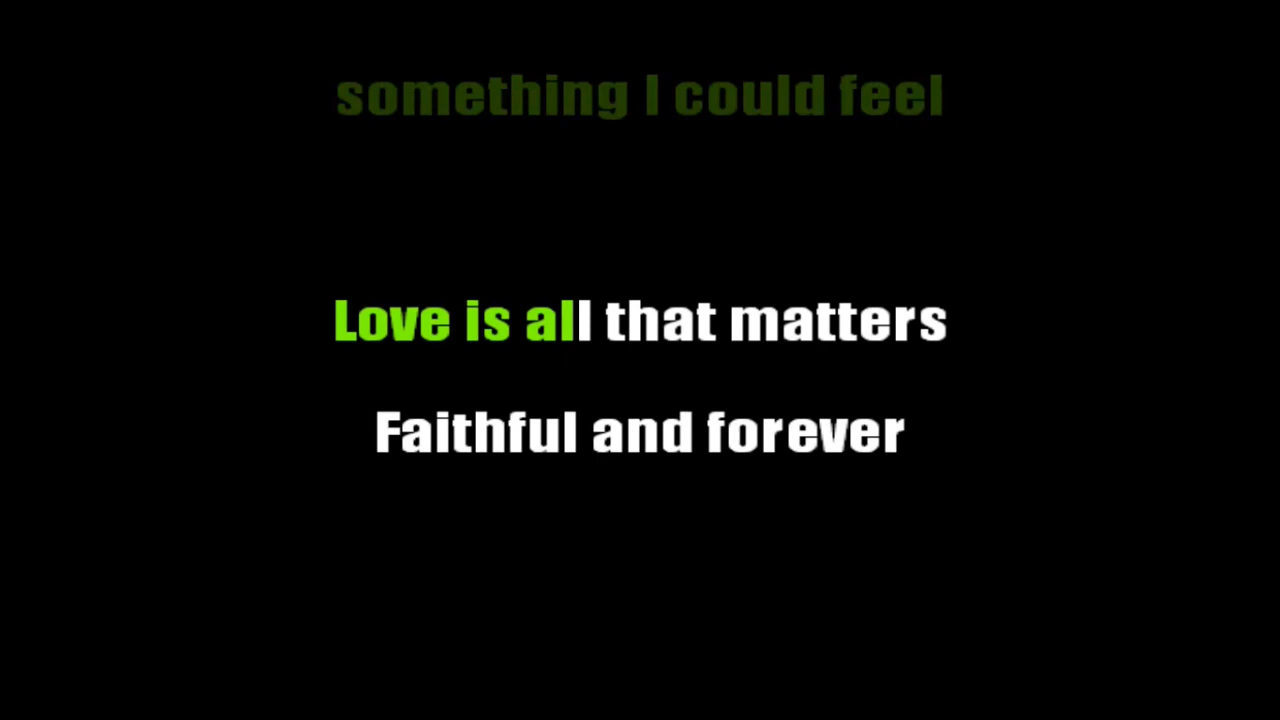 something I could feel
Love is all that matters
Faithful and forever